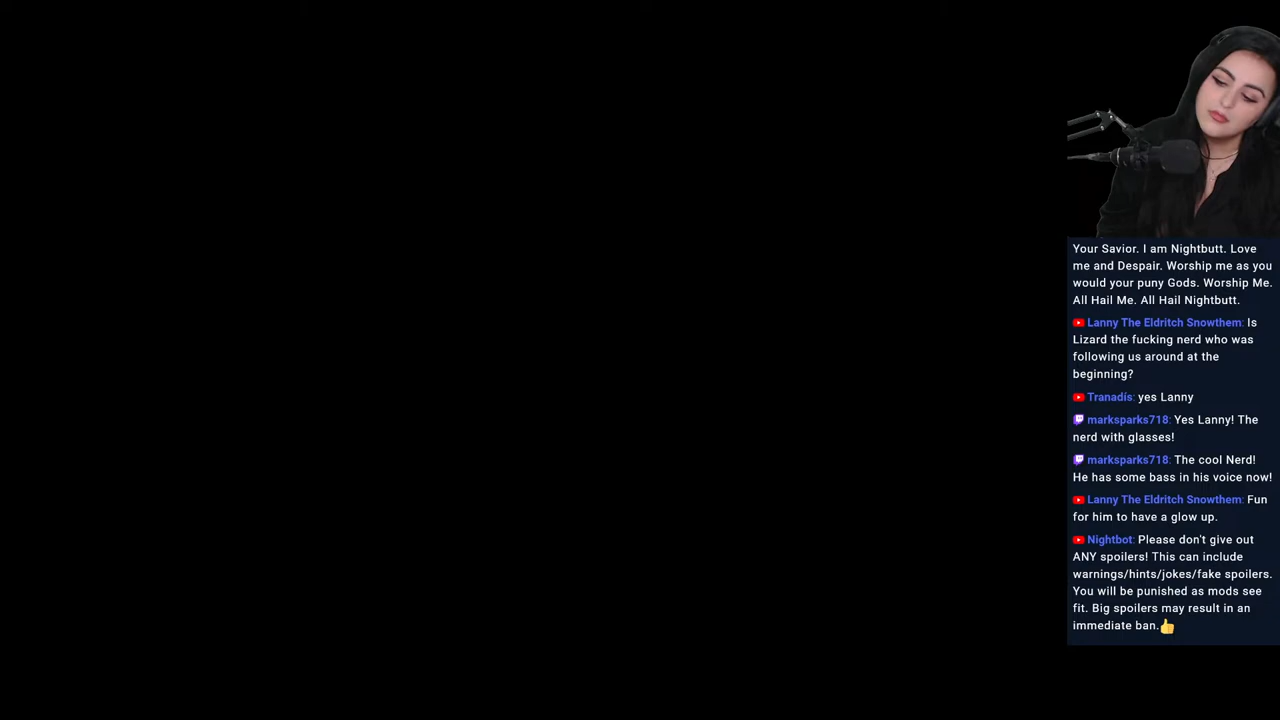 Your Savior. I am Nightbutt. Love
me and Despair. Worship me as you
would your puny Gods. Worship Me.
All Hail Me. All Hail Nightbutt.
Lanny The Eldritch Snowthem: Is
Lizard the fucking nerd who was
following us around at the
beginning?
Tranadís: yes Lanny
marksparks718: Yes Lanny! The
nerd with glasses!
marksparks718: The cool Nerd!
He has some bass in his voice now!
Lanny The Eldritch Snowthem: Fun
for him to have a glow up.
Nightbot: Please don't give out
ANY spoilers! This can include
warnings/hints/jokes/fake spoilers.
You will be punished as mods see
fit. Big spoilers may result in an
immediate ban.👍